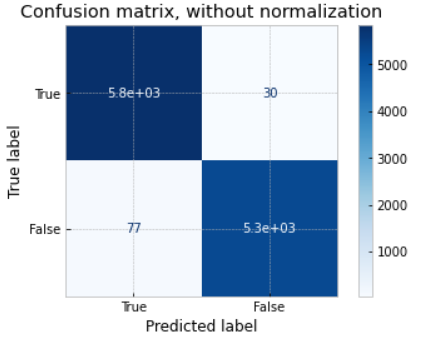 Confusion matrix, without normalization
True label
True
5.8e+03 30
False
77 5.3e+03
True False
Predicted label
5000
4000
3000
2000
1000